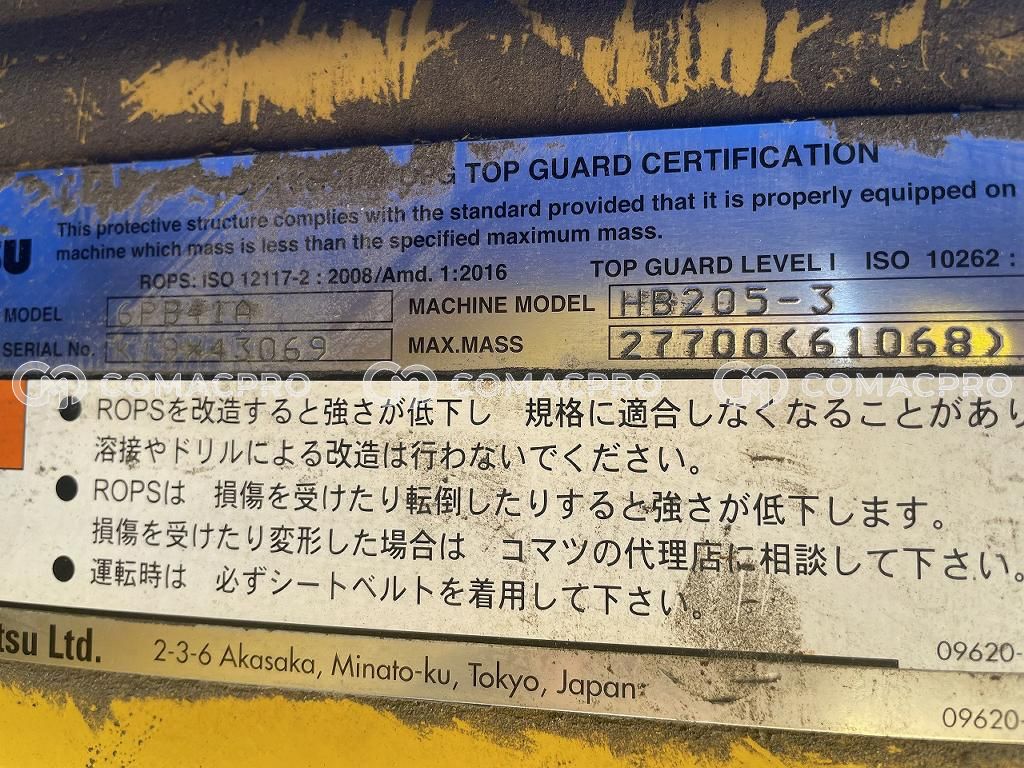 TOP GUARD CERTIFICATION
This protective structure complies with the standard provided that it is properly equipped on
machine which mass is less than the specified maximum mass.
ROPS: ISO 12117-2 : 2008/Amd. 1:2016 TOP GUARD LEVEL I ISO 10262 :
MODEL MACHINE MODEL HB205-3
SERIAL No. K19*43069 MAX.MASS 27700(61068)
COMACPRO COMACPRO COMACPRO
● ROPSを改造すると強さが低下し 規格に適合しなくなることがあり
溶接やドリルによる改造は行わないでください。
● ROPSは 損傷を受けたり転倒したりすると強さが低下します。
損傷を受けたり変形した場合は コマツの代理店に相談して下さい。
● 運転時は 必ずシートベルトを着用して下さい。
tsu Ltd. 2-3-6 Akasaka, Minato-ku, Tokyo, Japan
09620-
09620-